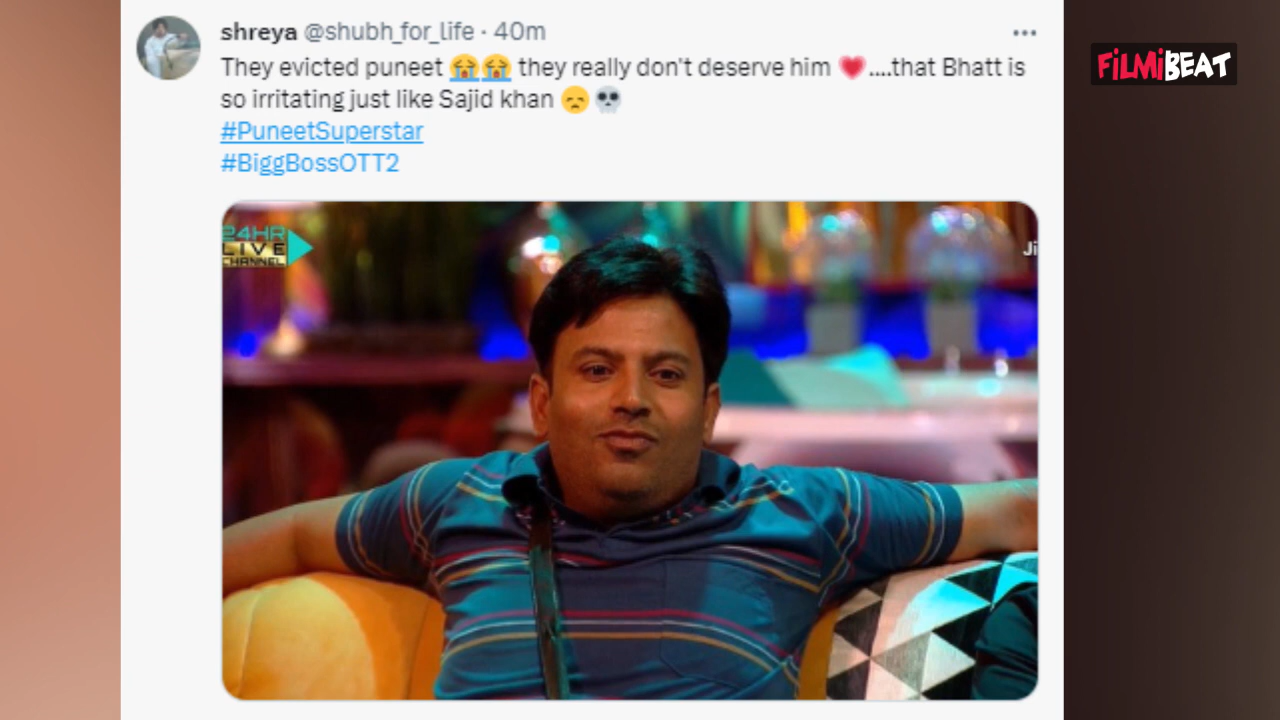 shreya @shubh_for_life · 40m
They evicted puneet 😭😭 they really don't deserve him ❤️....that Bhatt is
so irritating just like Sajid khan 😞💀
#PuneetSuperstar
#BiggBossOTT2
FILMIBEAT
24HR
LIVE
CHANNEL
Ji